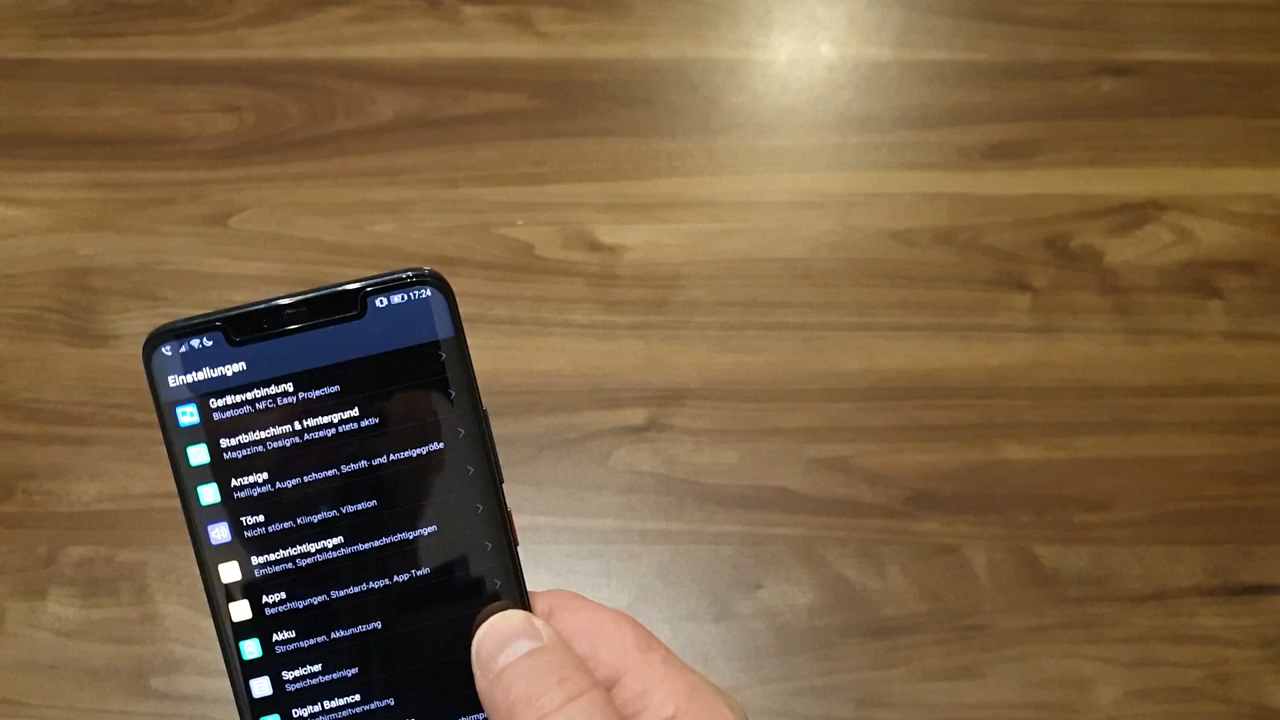 17:24
Einstellungen
Geräteverbindung
Bluetooth, NFC, Easy Projection
Startbildschirm & Hintergrund
Magazine, Designs, Anzeige stets aktiv
Anzeige
Helligkeit, Augen schonen, Schrift- und Anzeigegröße
Töne
Nicht stören, Klingelton, Vibration
Benachrichtigungen
Embleme, Sperrbildschirmbenachrichtigungen
Apps
Berechtigungen, Standard-Apps, App-Twin
Akku
Stromsparen, Akkunutzung
Speicher
Speicherbereiniger
Digital Balance